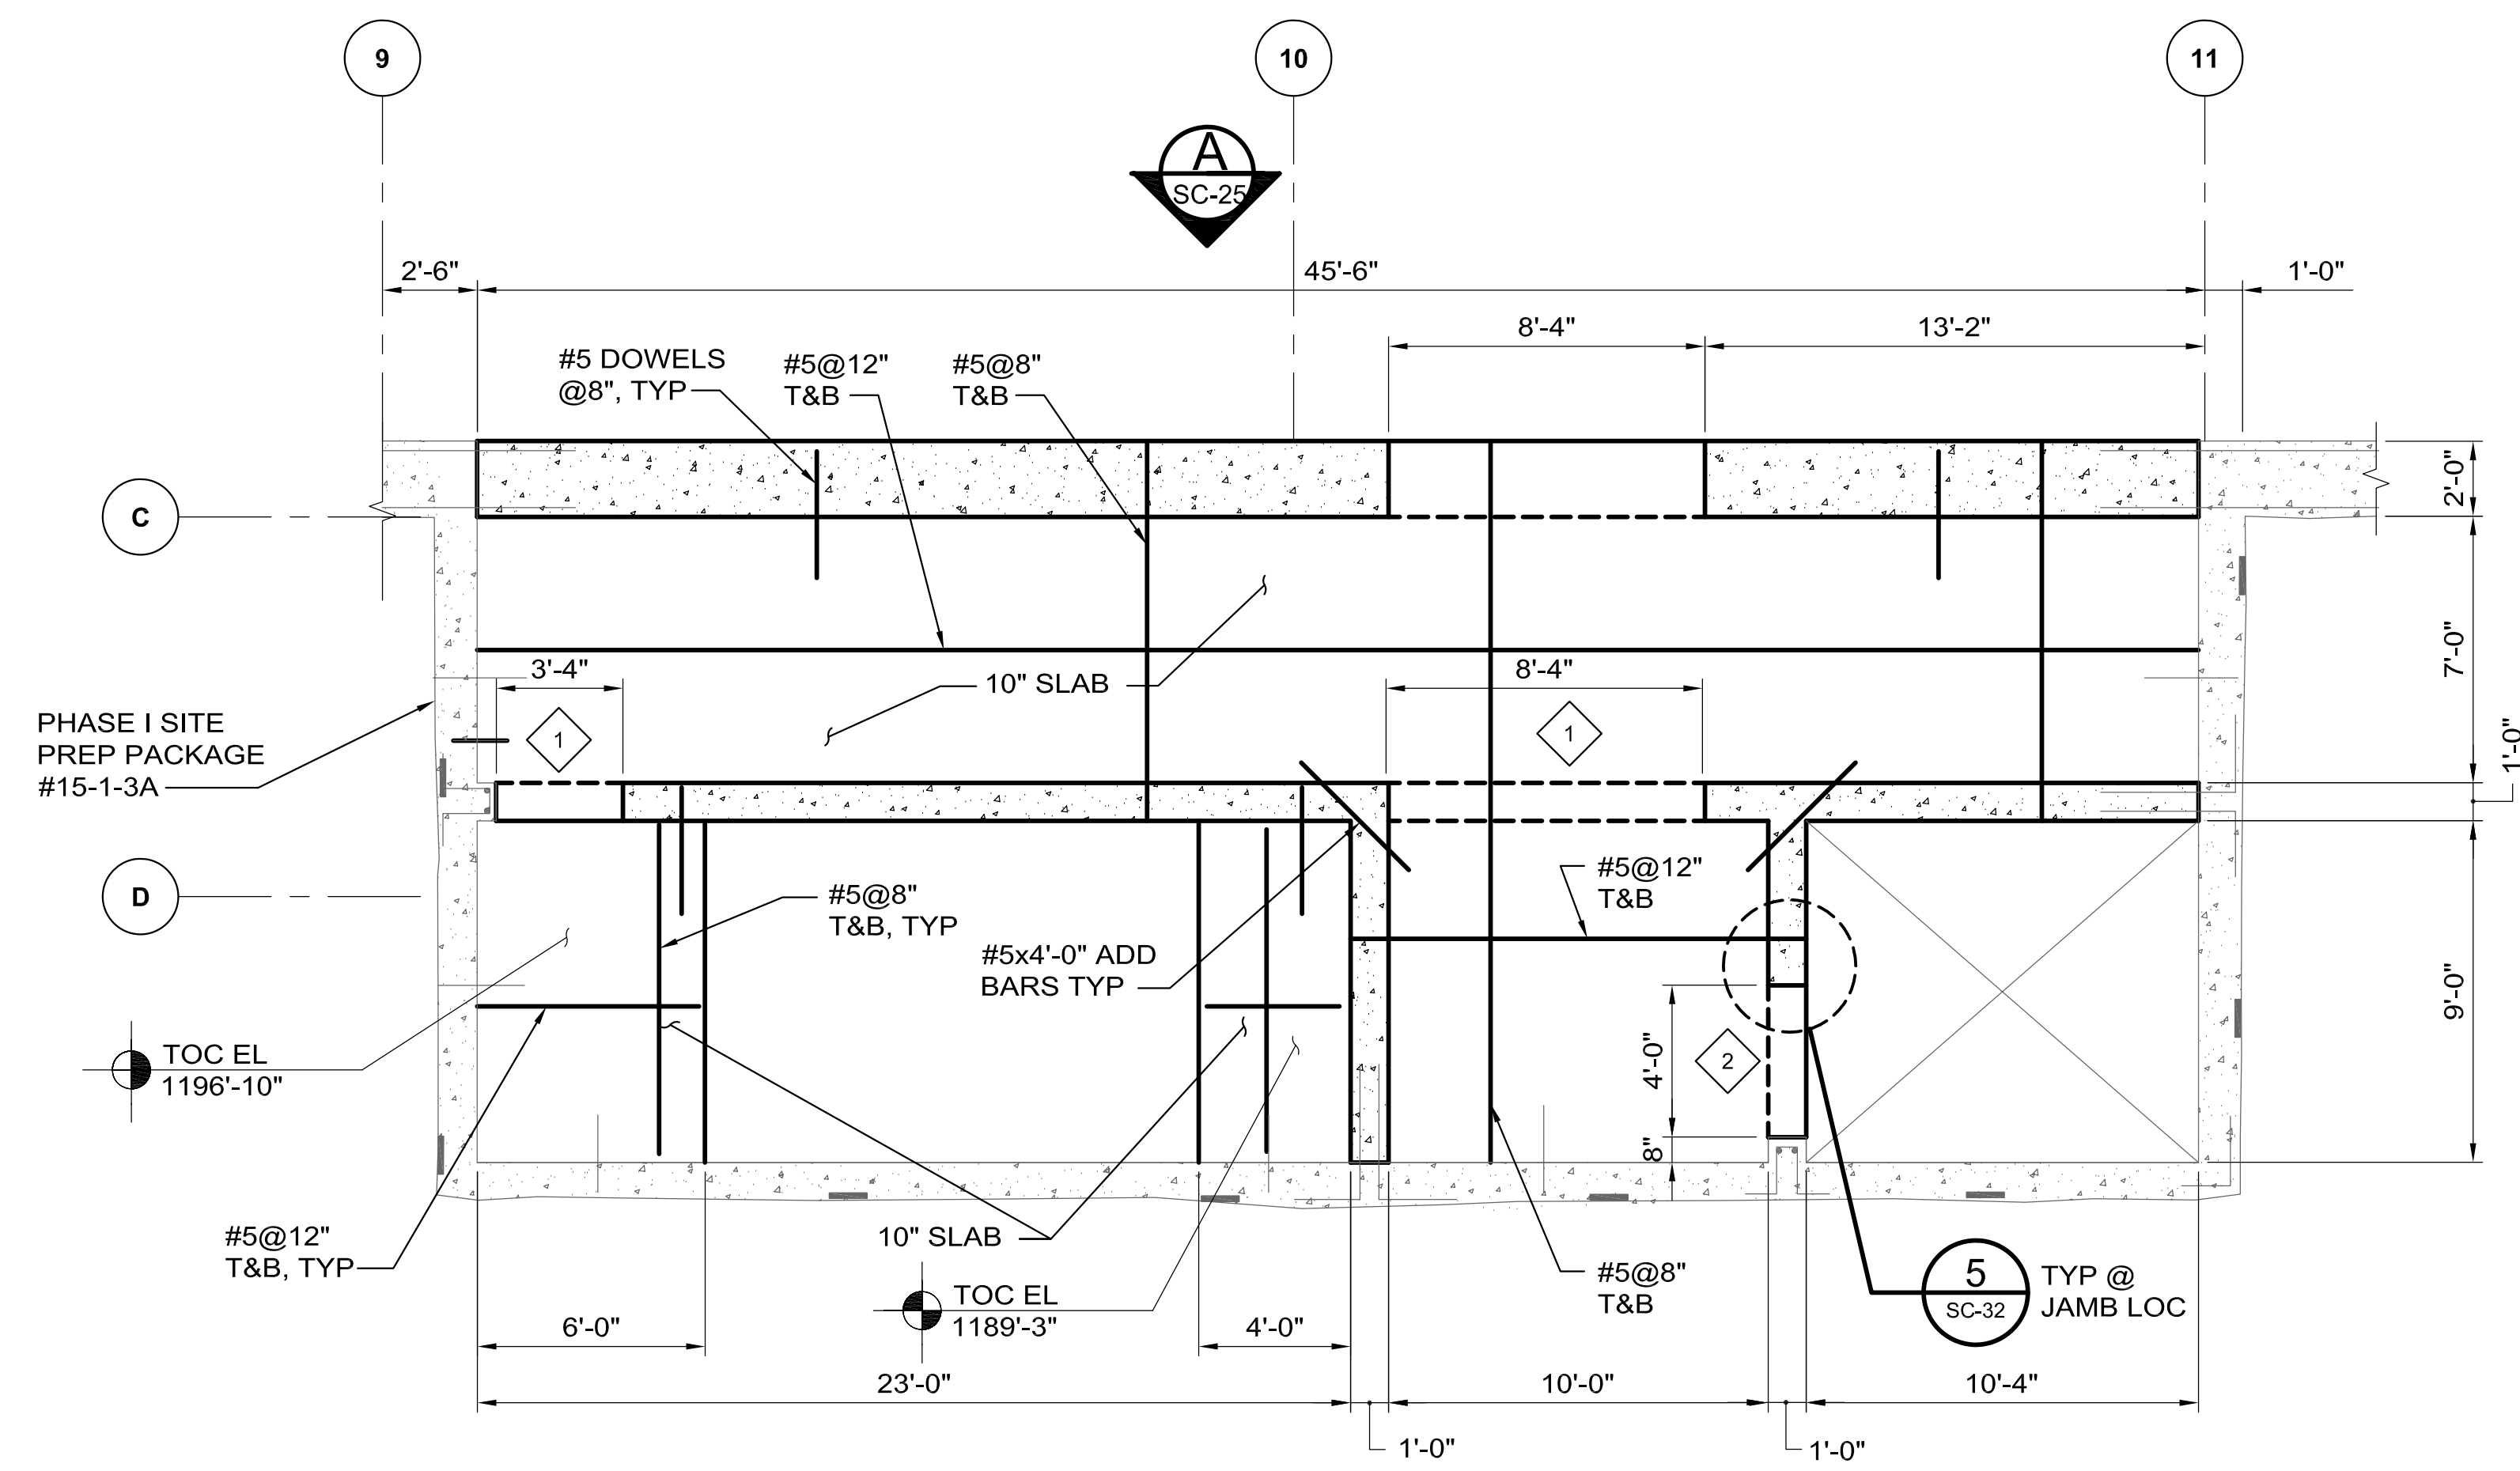 9
10
11
A
SC-25
2'-6"
45'-6"
1'-0"
8'-4"
13'-2"
#5 DOWELS
@8", TYP
#5@12"
T&B
#5@8"
T&B
C
2'-0"
7'-0"
3'-4"
10" SLAB
8'-4"
PHASE I SITE
PREP PACKAGE
#15-1-3A
1
1
1'-0"
D
#5@8"
T&B, TYP
#5@12"
T&B
#5x4'-0" ADD
BARS TYP
9'-0"
TOC EL
1196'-10"
4'-0"
2
8"
#5@12"
T&B, TYP
10" SLAB
TOC EL
1189'-3"
#5@8"
T&B
5
SC-32
TYP @
JAMB LOC
6'-0"
4'-0"
23'-0"
10'-0"
10'-4"
1'-0"
1'-0"